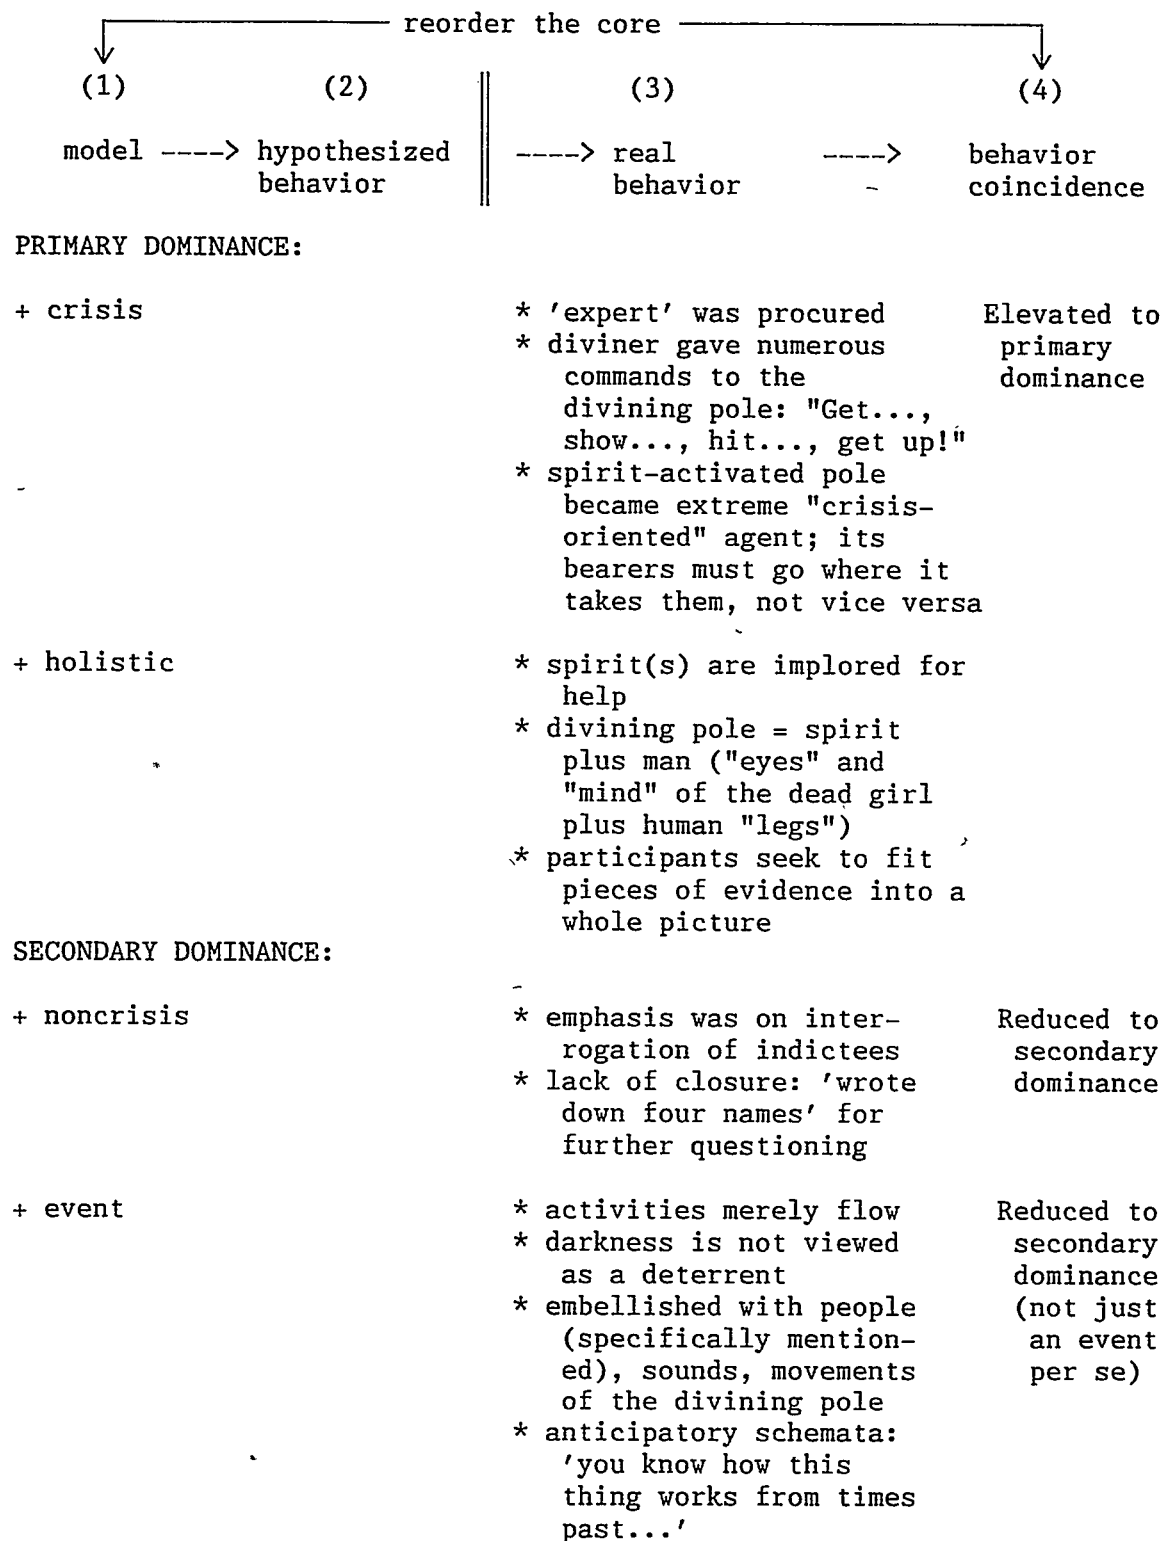 reorder the core
(1) (2) (3) (4)
model ----> hypothesized ----> real ----> behavior
behavior behavior coincidence
PRIMARY DOMINANCE:
+ crisis * 'expert' was procured Elevated to
* diviner gave numerous primary
commands to the dominance
divining pole: "Get...,
show..., hit..., get up!"
* spirit-activated pole
became extreme "crisis-
oriented" agent; its
bearers must go where it
takes them, not vice versa
+ holistic * spirit(s) are implored for
help
* divining pole = spirit
plus man ("eyes" and
"mind" of the dead girl
plus human "legs")
* participants seek to fit
pieces of evidence into a
whole picture
SECONDARY DOMINANCE:
+ noncrisis * emphasis was on inter- Reduced to
rogation of indictees secondary
* lack of closure: 'wrote dominance
down four names' for
further questioning
+ event * activities merely flow Reduced to
* darkness is not viewed secondary
as a deterrent dominance
* embellished with people (not just
(specifically mention- an event
ed), sounds, movements per se)
of the divining pole
* anticipatory schemata:
'you know how this
thing works from times
past...'